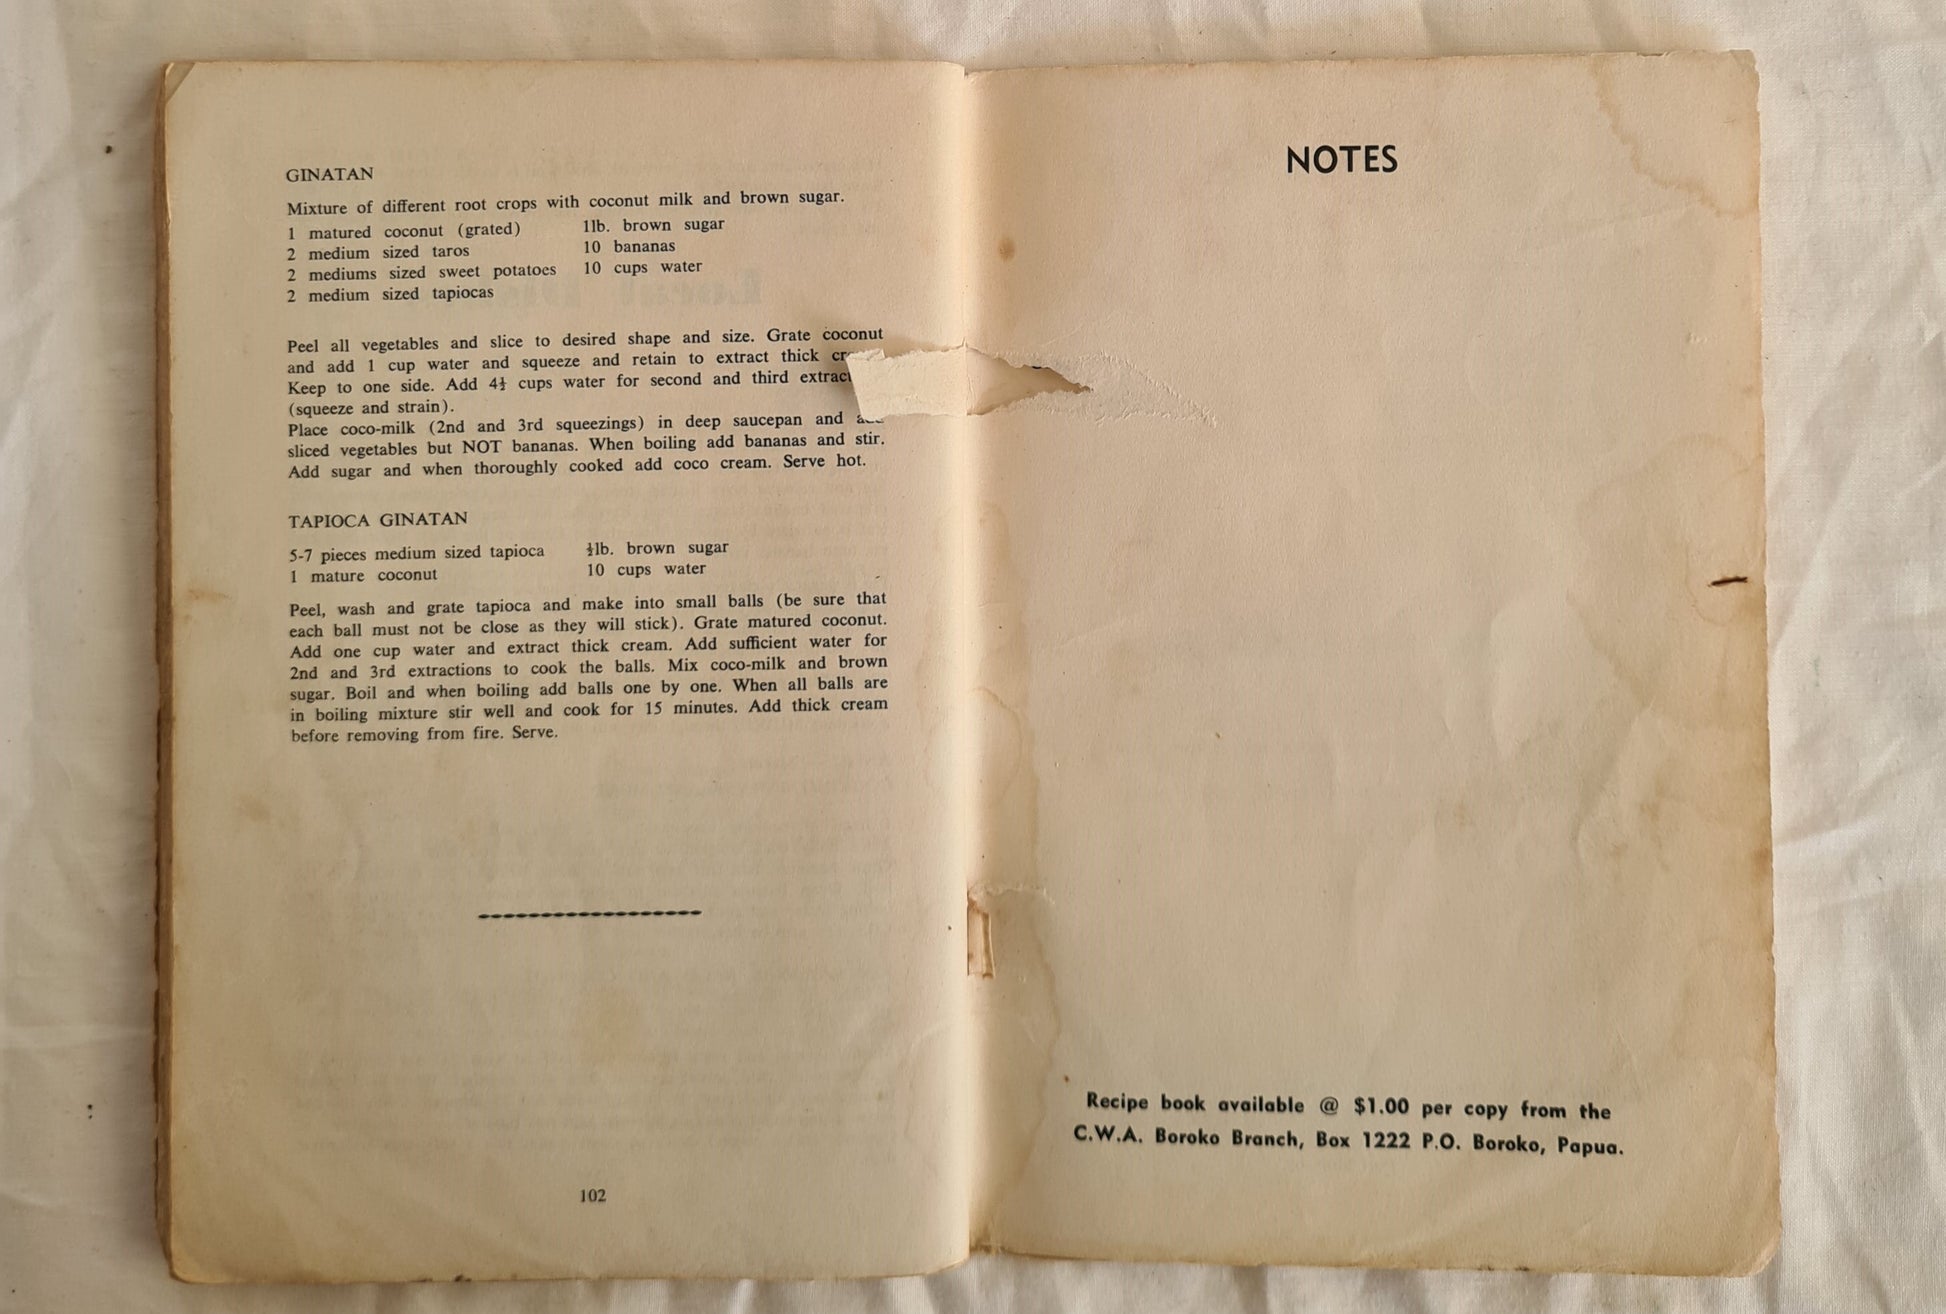 GINATAN
Mixture of different root crops with coconut milk and brown sugar.
1 matured coconut (grated) 1lb. brown sugar
2 medium sized taros 10 bananas
2 mediums sized sweet potatoes 10 cups water
2 medium sized tapiocas
Peel all vegetables and slice to desired shape and size. Grate coconut
and add 1 cup water and squeeze and retain to extract thick
Keep to one side. Add 4½ cups water for second and third
(squeeze and strain).
Place coco-milk (2nd and 3rd squeezings) in deep saucepan and
sliced vegetables but NOT bananas. When boiling add bananas and stir.
Add sugar and when thoroughly cooked add coco cream. Serve hot.
TAPIOCA GINATAN
5-7 pieces medium sized tapioca ½lb. brown sugar
1 mature coconut 10 cups water
Peel, wash and grate tapioca and make into small balls (be sure that
each ball must not be close as they will stick). Grate matured coconut.
Add one cup water and extract thick cream. Add sufficient water for
2nd and 3rd extractions to cook the balls. Mix coco-milk and brown
sugar. Boil and when boiling add balls one by one. When all balls are
in boiling mixture stir well and cook for 15 minutes. Add thick cream
before removing from fire. Serve.
102
NOTES
Recipe book available @ $1.00 per copy from the
C.W.A. Boroko Branch, Box 1222 P.O. Boroko, Papua.